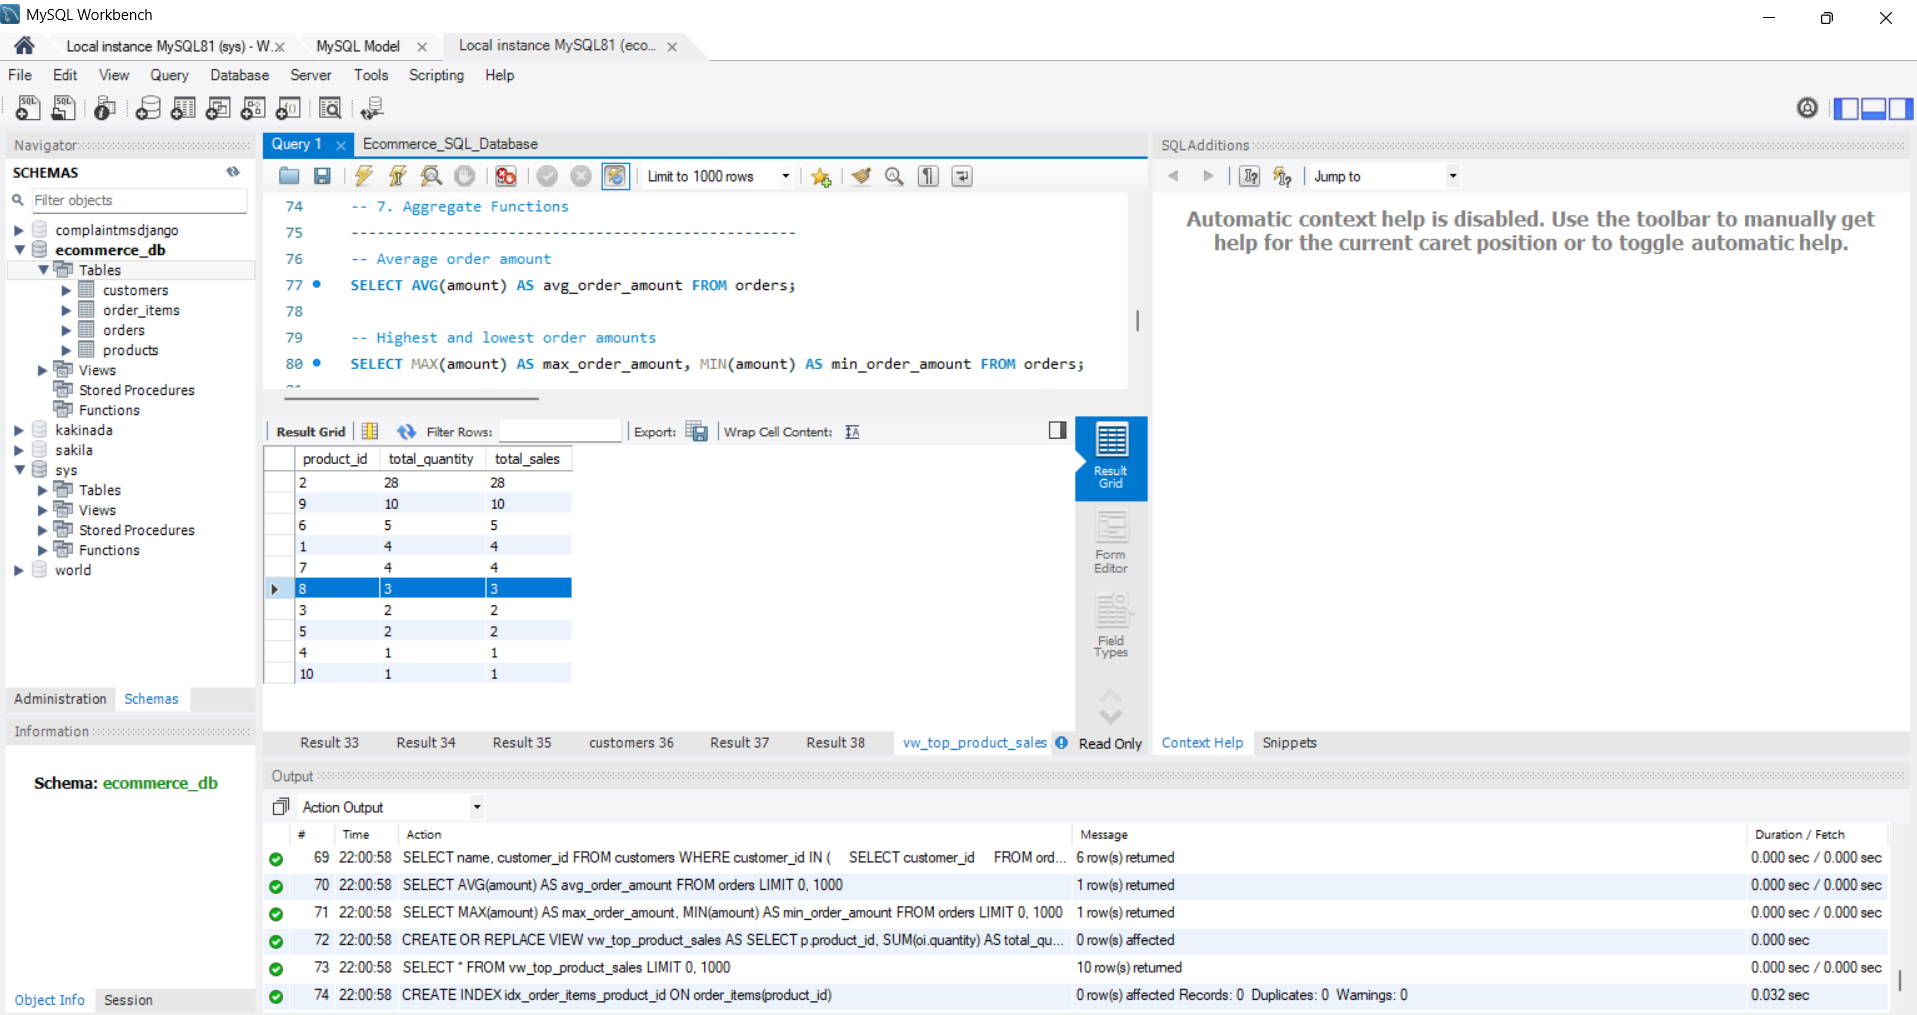 MySQL Workbench
Local instance MySQL81 (sys) - W...
MySQL Model
Local instance MySQL81 (eco...
File Edit View Query Database Server Tools Scripting Help
Navigator
SCHEMAS
Filter objects
complaintmsdjango
ecommerce_db
Tables
customers
order_items
orders
products
Views
Stored Procedures
Functions
kakinada
sakila
sys
Tables
Views
Stored Procedures
Functions
world
Administration Schemas
Information
Schema: ecommerce_db
Object Info Session
Query 1 Ecommerce_SQL_Database
Limit to 1000 rows
74 -- 7. Aggregate Functions
75 ---------------------------------------------------
76 -- Average order amount
77 SELECT AVG(amount) AS avg_order_amount FROM orders;
78
79 -- Highest and lowest order amounts
80 SELECT MAX(amount) AS max_order_amount, MIN(amount) AS min_order_amount FROM orders;
Result Grid Filter Rows: Export: Wrap Cell Content:
product_id total_quantity total_sales
2 28 28
9 10 10
6 5 5
1 4 4
7 4 4
8 3 3
3 2 2
5 2 2
4 1 1
10 1 1
Result Grid
Form Editor
Field Types
Result 33 Result 34 Result 35 customers 36 Result 37 Result 38 vw_top_product_sales Read Only
SQLAdditions
Jump to
Automatic context help is disabled. Use the toolbar to manually get
help for the current caret position or to toggle automatic help.
Context Help Snippets
Output
Action Output
# Time Action Message Duration / Fetch
69 22:00:58 SELECT name, customer_id FROM customers WHERE customer_id IN ( SELECT customer_id FROM ord... 6 row(s) returned 0.000 sec / 0.000 sec
70 22:00:58 SELECT AVG(amount) AS avg_order_amount FROM orders LIMIT 0, 1000 1 row(s) returned 0.000 sec / 0.000 sec
71 22:00:58 SELECT MAX(amount) AS max_order_amount, MIN(amount) AS min_order_amount FROM orders LIMIT 0, 1000 1 row(s) returned 0.000 sec / 0.000 sec
72 22:00:58 CREATE OR REPLACE VIEW vw_top_product_sales AS SELECT p.product_id, SUM(oi.quantity) AS total_qu... 0 row(s) affected 0.000 sec
73 22:00:58 SELECT * FROM vw_top_product_sales LIMIT 0, 1000 10 row(s) returned 0.000 sec / 0.000 sec
74 22:00:58 CREATE INDEX idx_order_items_product_id ON order_items(product_id) 0 row(s) affected Records: 0 Duplicates: 0 Warnings: 0 0.032 sec